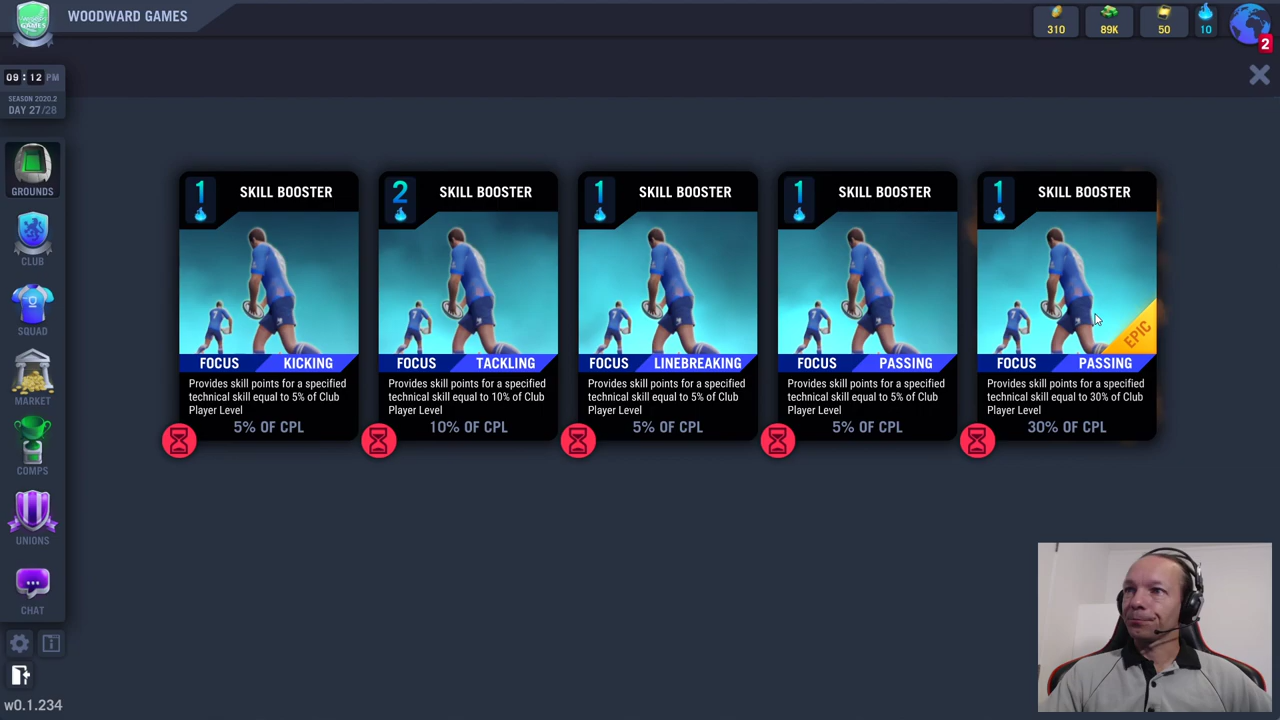 WOODWARD GAMES
310
89K
50
10
2
09 : 12 PM
SEASON 2020.2
DAY 27/28
GROUNDS
CLUB
SQUAD
MARKET
COMPS
UNIONS
CHAT
w0.1.234
1
SKILL BOOSTER
FOCUS KICKING
Provides skill points for a specified
technical skill equal to 5% of Club
Player Level
5% OF CPL
2
SKILL BOOSTER
FOCUS TACKLING
Provides skill points for a specified
technical skill equal to 10% of Club
Player Level
10% OF CPL
1
SKILL BOOSTER
FOCUS LINEBREAKING
Provides skill points for a specified
technical skill equal to 5% of Club
Player Level
5% OF CPL
1
SKILL BOOSTER
FOCUS PASSING
Provides skill points for a specified
technical skill equal to 5% of Club
Player Level
5% OF CPL
1
SKILL BOOSTER
EPIC
FOCUS PASSING
Provides skill points for a specified
technical skill equal to 30% of Club
Player Level
30% OF CPL